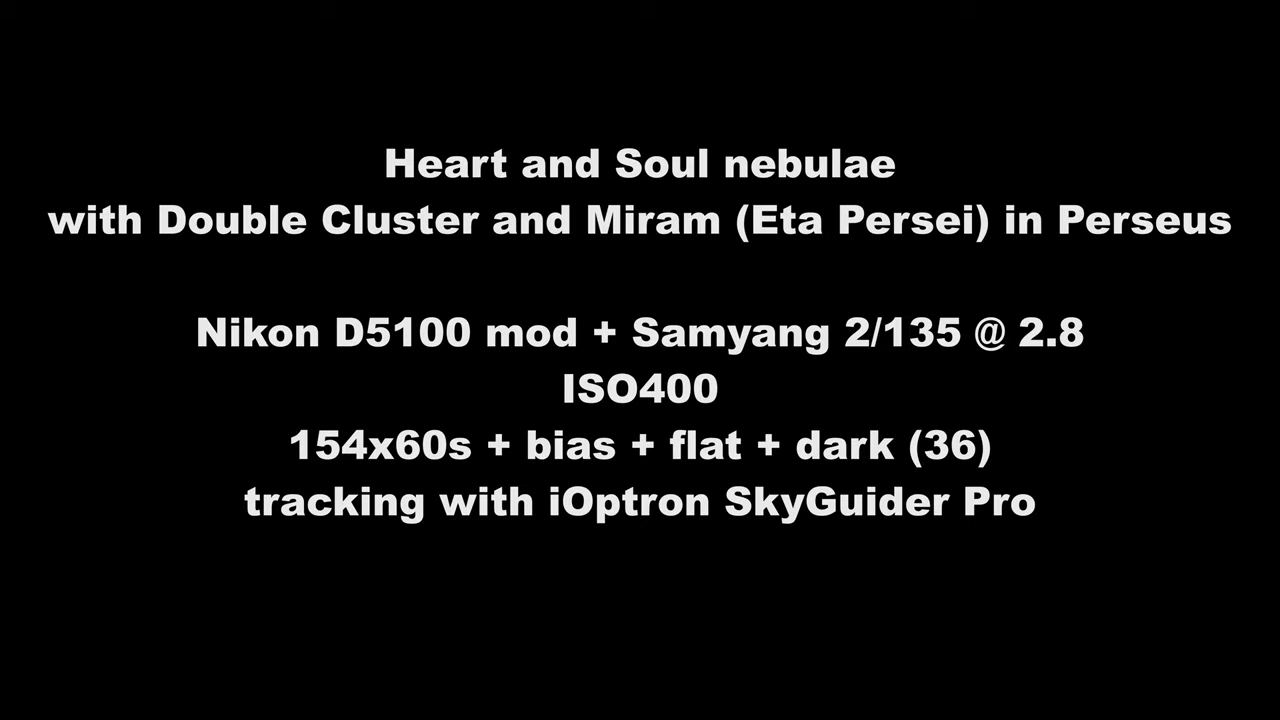 Heart and Soul nebulae
with Double Cluster and Miram (Eta Persei) in Perseus
Nikon D5100 mod + Samyang 2/135 @ 2.8
ISO400
154x60s + bias + flat + dark (36)
tracking with iOptron SkyGuider Pro